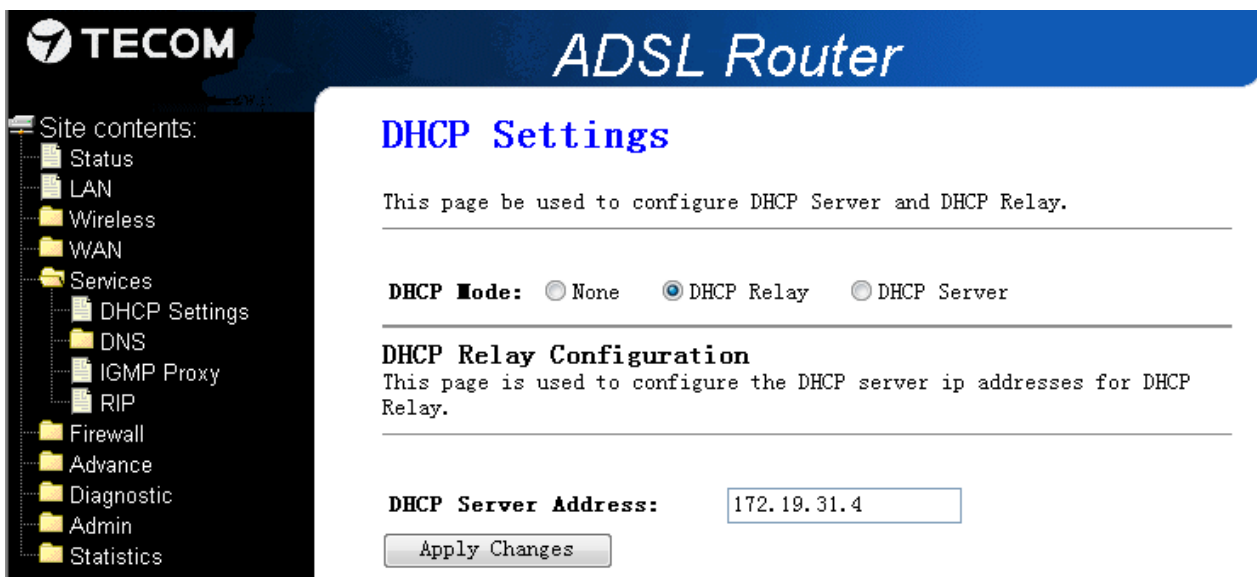 TECOM
ADSL Router
Site contents:
Status
LAN
Wireless
WAN
Services
DHCP Settings
DNS
IGMP Proxy
RIP
Firewall
Advance
Diagnostic
Admin
Statistics
DHCP Settings
This page be used to configure DHCP Server and DHCP Relay.
DHCP Mode: None DHCP Relay DHCP Server
DHCP Relay Configuration
This page is used to configure the DHCP server ip addresses for DHCP
Relay.
DHCP Server Address: 172.19.31.4
Apply Changes